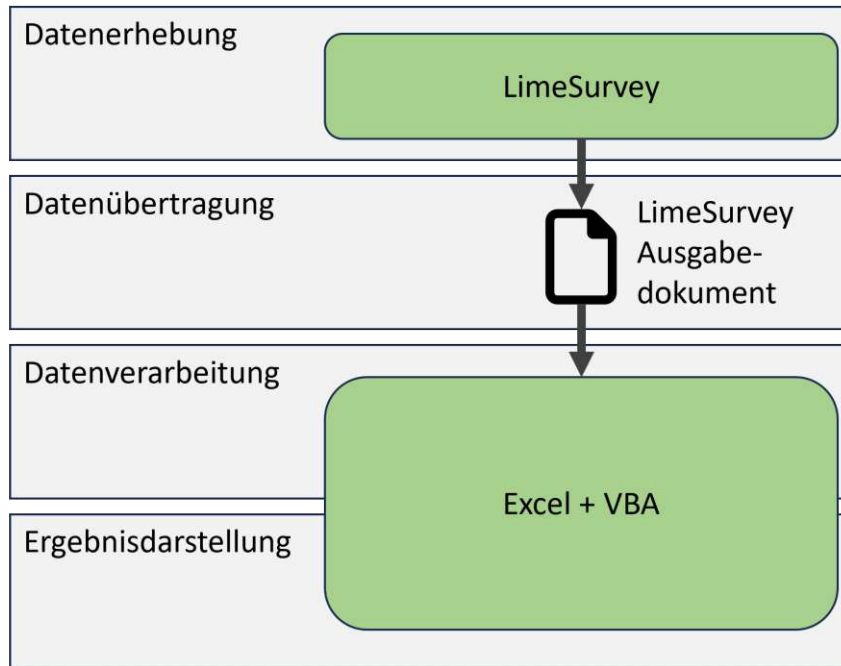 Datenerhebung
LimeSurvey
Datenübertragung
LimeSurvey
Ausgabe-
dokument
Datenverarbeitung
Excel + VBA
Ergebnisdarstellung